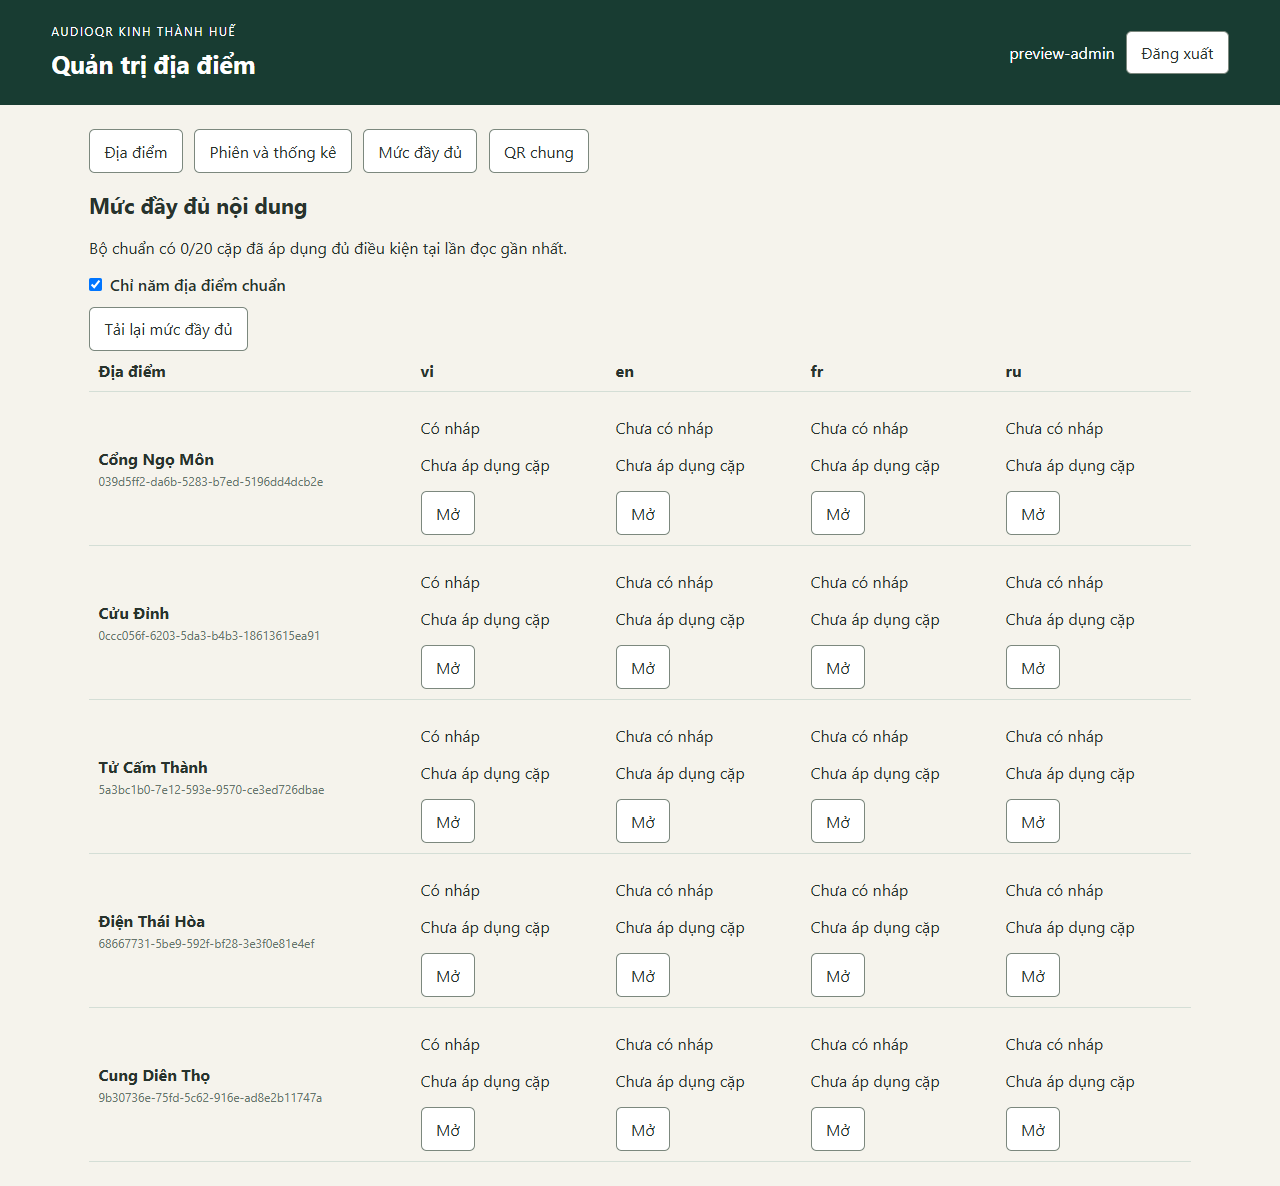 AUDIOQR KINH THÀNH HUẾ
Quản trị địa điểm
preview-admin
Đăng xuất
Địa điểm
Phiên và thống kê
Mức đầy đủ
QR chung
Mức đầy đủ nội dung
Bộ chuẩn có 0/20 cặp đã áp dụng đủ điều kiện tại lần đọc gần nhất.
Chỉ năm địa điểm chuẩn
Tải lại mức đầy đủ
Địa điểm vi en fr ru
Có nháp Chưa có nháp Chưa có nháp Chưa có nháp
Cổng Ngọ Môn
Chưa áp dụng cặp Chưa áp dụng cặp Chưa áp dụng cặp Chưa áp dụng cặp
039d5ff2-da6b-5283-b7ed-5196dd4dcb2e
Mở Mở Mở Mở
Có nháp Chưa có nháp Chưa có nháp Chưa có nháp
Cửu Đỉnh
Chưa áp dụng cặp Chưa áp dụng cặp Chưa áp dụng cặp Chưa áp dụng cặp
0ccc056f-6203-5da3-b4b3-18613615ea91
Mở Mở Mở Mở
Có nháp Chưa có nháp Chưa có nháp Chưa có nháp
Tử Cấm Thành
Chưa áp dụng cặp Chưa áp dụng cặp Chưa áp dụng cặp Chưa áp dụng cặp
5a3bc1b0-7e12-593e-9570-ce3ed726dbae
Mở Mở Mở Mở
Có nháp Chưa có nháp Chưa có nháp Chưa có nháp
Điện Thái Hòa
Chưa áp dụng cặp Chưa áp dụng cặp Chưa áp dụng cặp Chưa áp dụng cặp
68667731-5be9-592f-bf28-3e3f0e81e4ef
Mở Mở Mở Mở
Có nháp Chưa có nháp Chưa có nháp Chưa có nháp
Cung Diên Thọ
Chưa áp dụng cặp Chưa áp dụng cặp Chưa áp dụng cặp Chưa áp dụng cặp
9b30736e-75fd-5c62-916e-ad8e2b11747a
Mở Mở Mở Mở